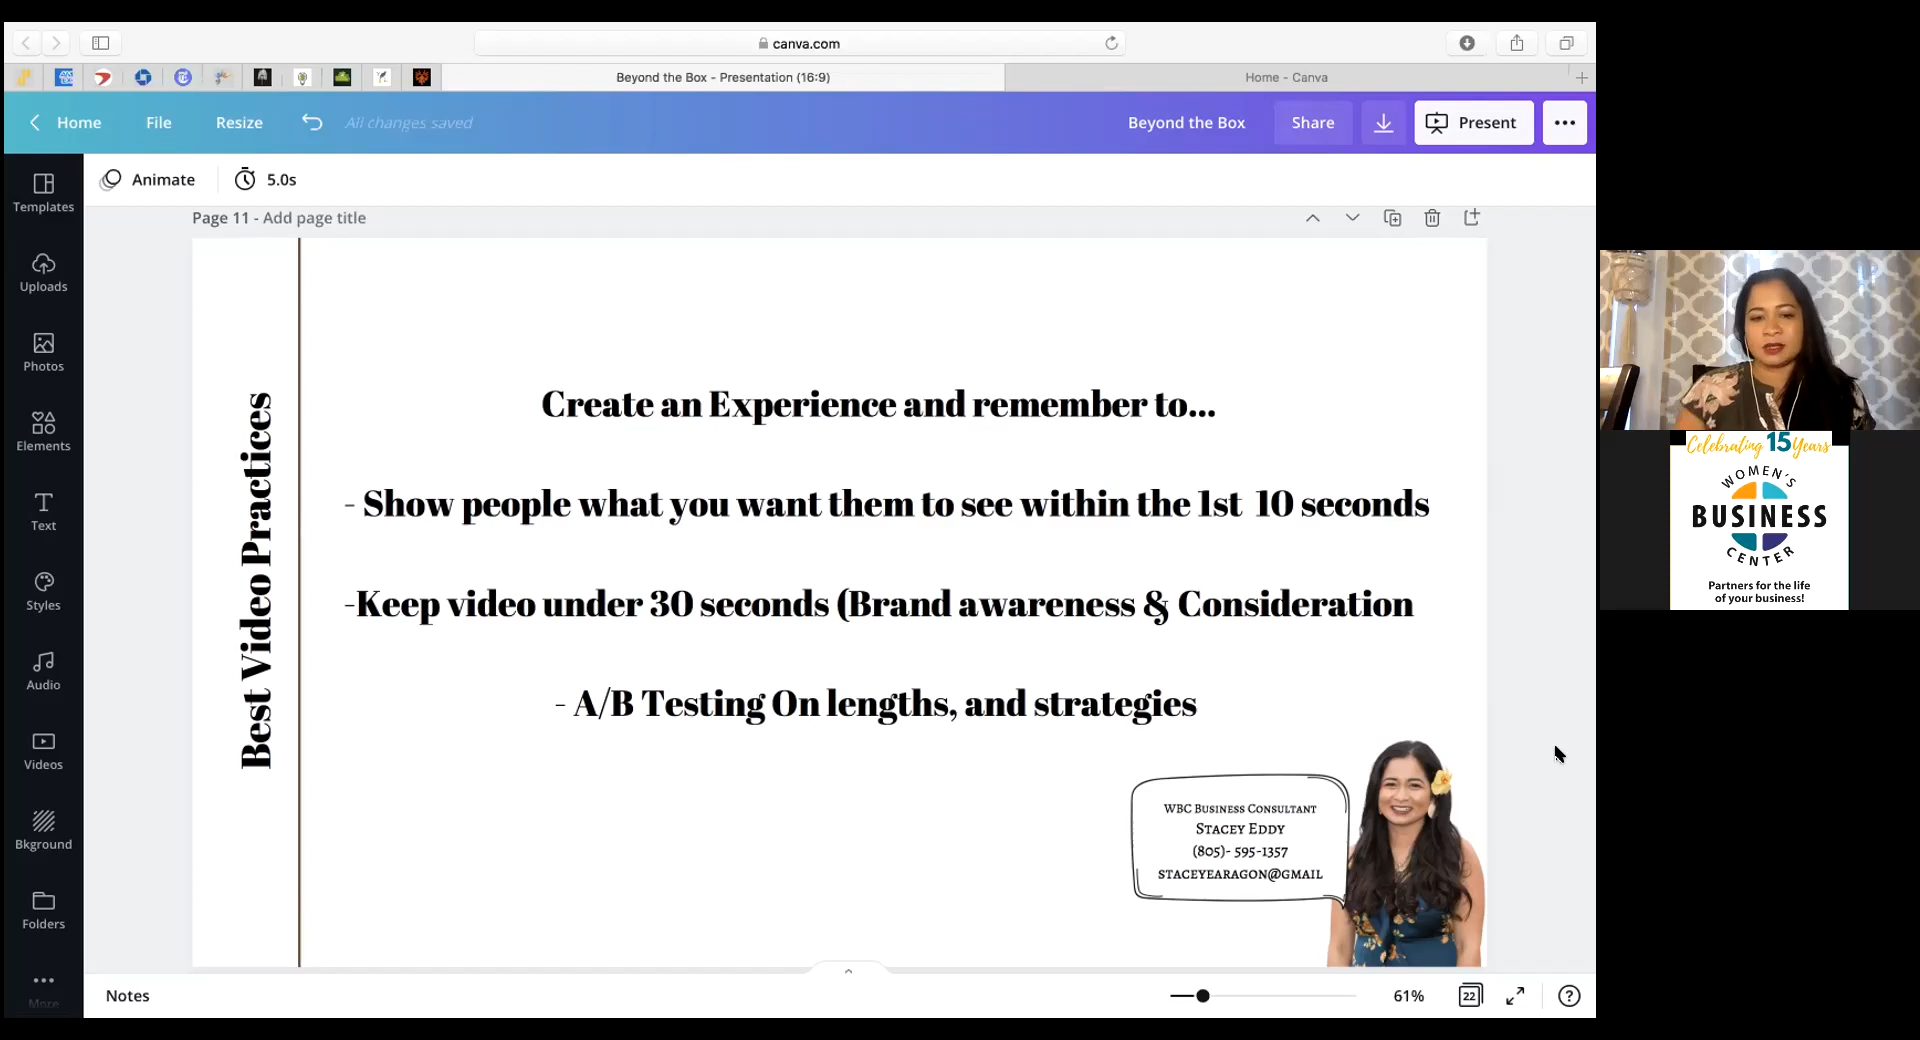 canva.com
Beyond the Box - Presentation (16:9)
Home - Canva
Home
File
Resize
All changes saved
Beyond the Box
Share
Present
Animate
5.0s
Page 11 - Add page title
Templates
Uploads
Photos
Elements
Text
Styles
Audio
Videos
Bkground
Folders
More
Best Video Practices
Create an Experience and remember to...
- Show people what you want them to see within the 1st 10 seconds
-Keep video under 30 seconds (Brand awareness & Consideration
- A/B Testing On lengths, and strategies
WBC Business Consultant
Stacey Eddy
(805)- 595-1357
staceyearagon@gmail
Notes
61%
22
?
Celebrating 15 Years
WOMEN'S
BUSINESS
CENTER
Partners for the life
of your business!